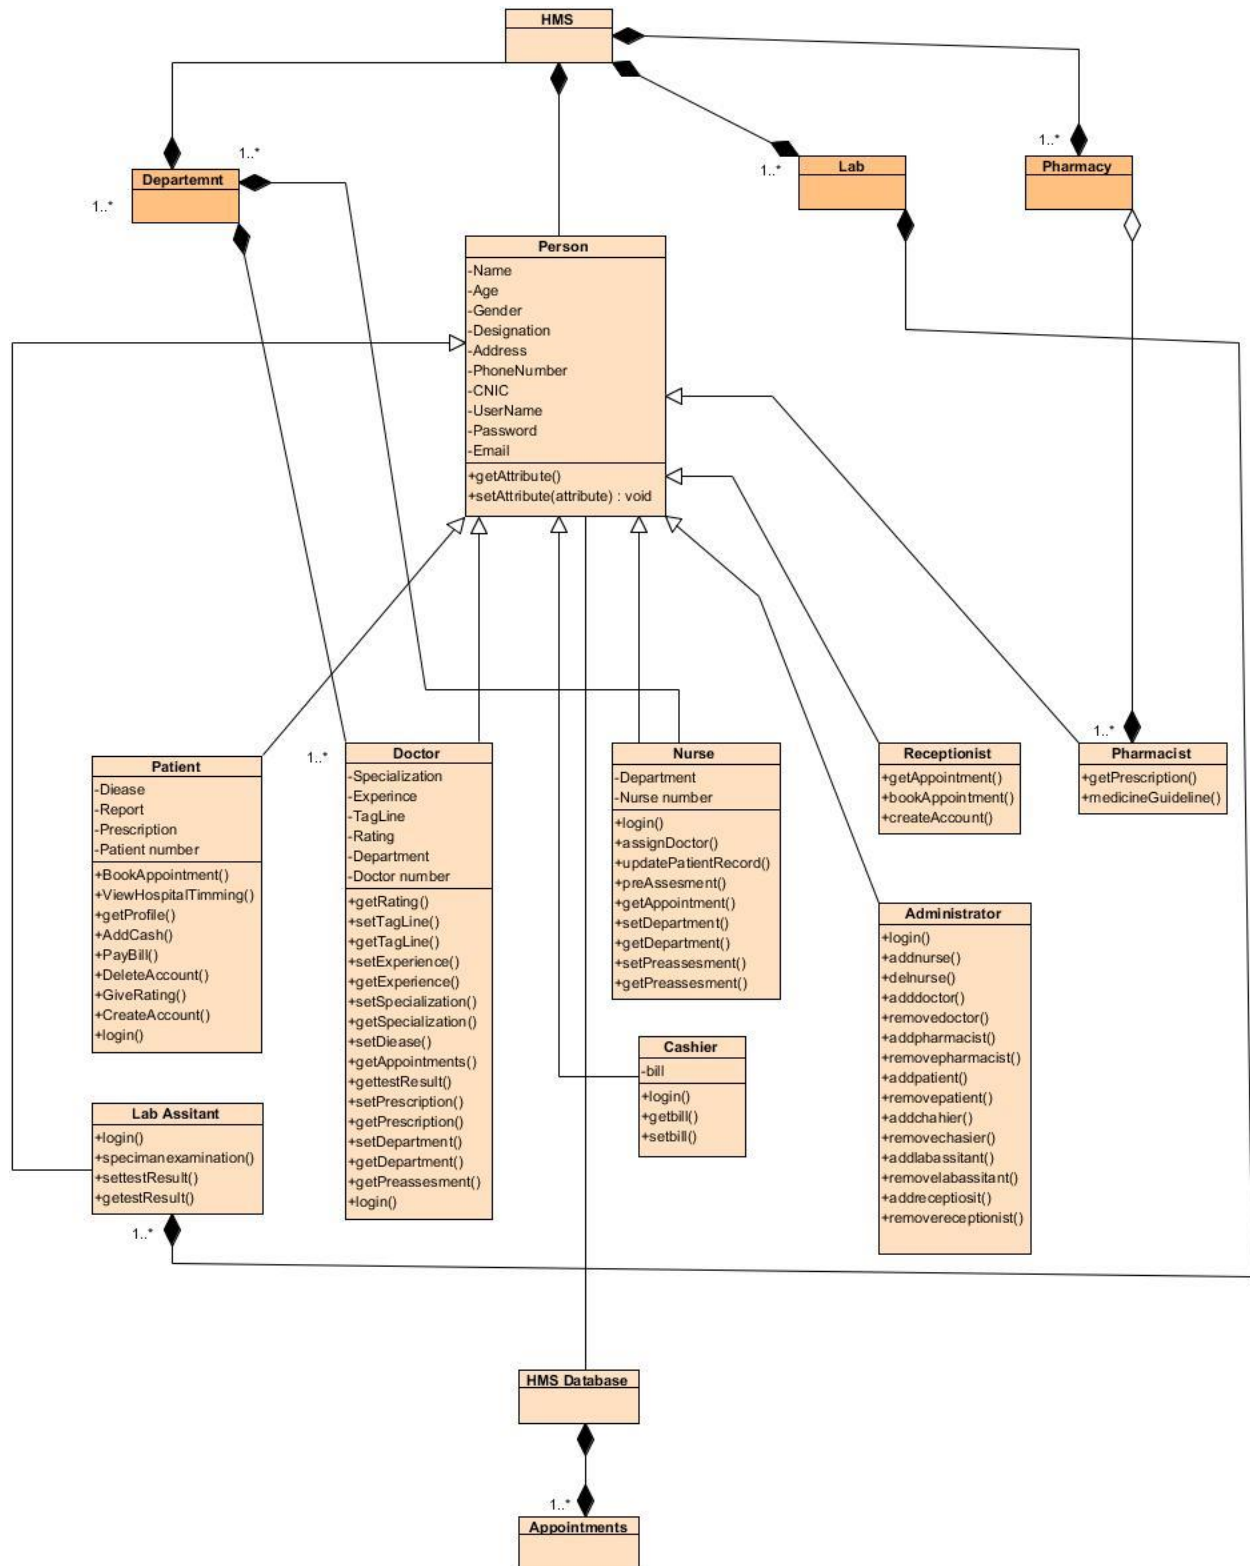 HMS
1..*
1..*
Departemnt
1..*
Lab
1..*
Pharmacy
1..*
Person
-Name
-Age
-Gender
-Designation
-Address
-PhoneNumber
-CNIC
-UserName
-Password
-Email
+getAttribute()
+setAttribute(attribute) : void
Patient
-Diease
-Report
-Prescription
-Patient number
+BookAppointment()
+ViewHospitalTimming()
+getProfile()
+AddCash()
+PayBill()
+DeleteAccount()
+GiveRating()
+CreateAccount()
+login()
1..*
Doctor
-Specialization
-Experince
-TagLine
-Rating
-Department
-Doctor number
+getRating()
+setTagLine()
+getTagLine()
+setExperience()
+getExperience()
+setSpecialization()
+getSpecialization()
+setDiease()
+getAppointments()
+gettestResult()
+setPrescription()
+getPrescription()
+setDepartment()
+getDepartment()
+getPreassesment()
+login()
Nurse
-Department
-Nurse number
+login()
+assignDoctor()
+updatePatientRecord()
+preAssesment()
+getAppointment()
+setDepartment()
+getDepartment()
+setPreassesment()
+getPreassesment()
Receptionist
+getAppointment()
+bookAppointment()
+createAccount()
1..*
Pharmacist
+getPrescription()
+medicineGuideline()
Administrator
+login()
+addnurse()
+delnurse()
+adddoctor()
+removedoctor()
+addpharmacist()
+removepharmacist()
+addpatient()
+removepatient()
+addchahier()
+removechasier()
+addlabassitant()
+removelabassitant()
+addreceptiosit()
+removereceptionist()
Cashier
-bill
+login()
+getbill()
+setbill()
Lab Assitant
+login()
+specimanexamination()
+settestResult()
+getestResult()
1..*
HMS Database
1..*
Appointments